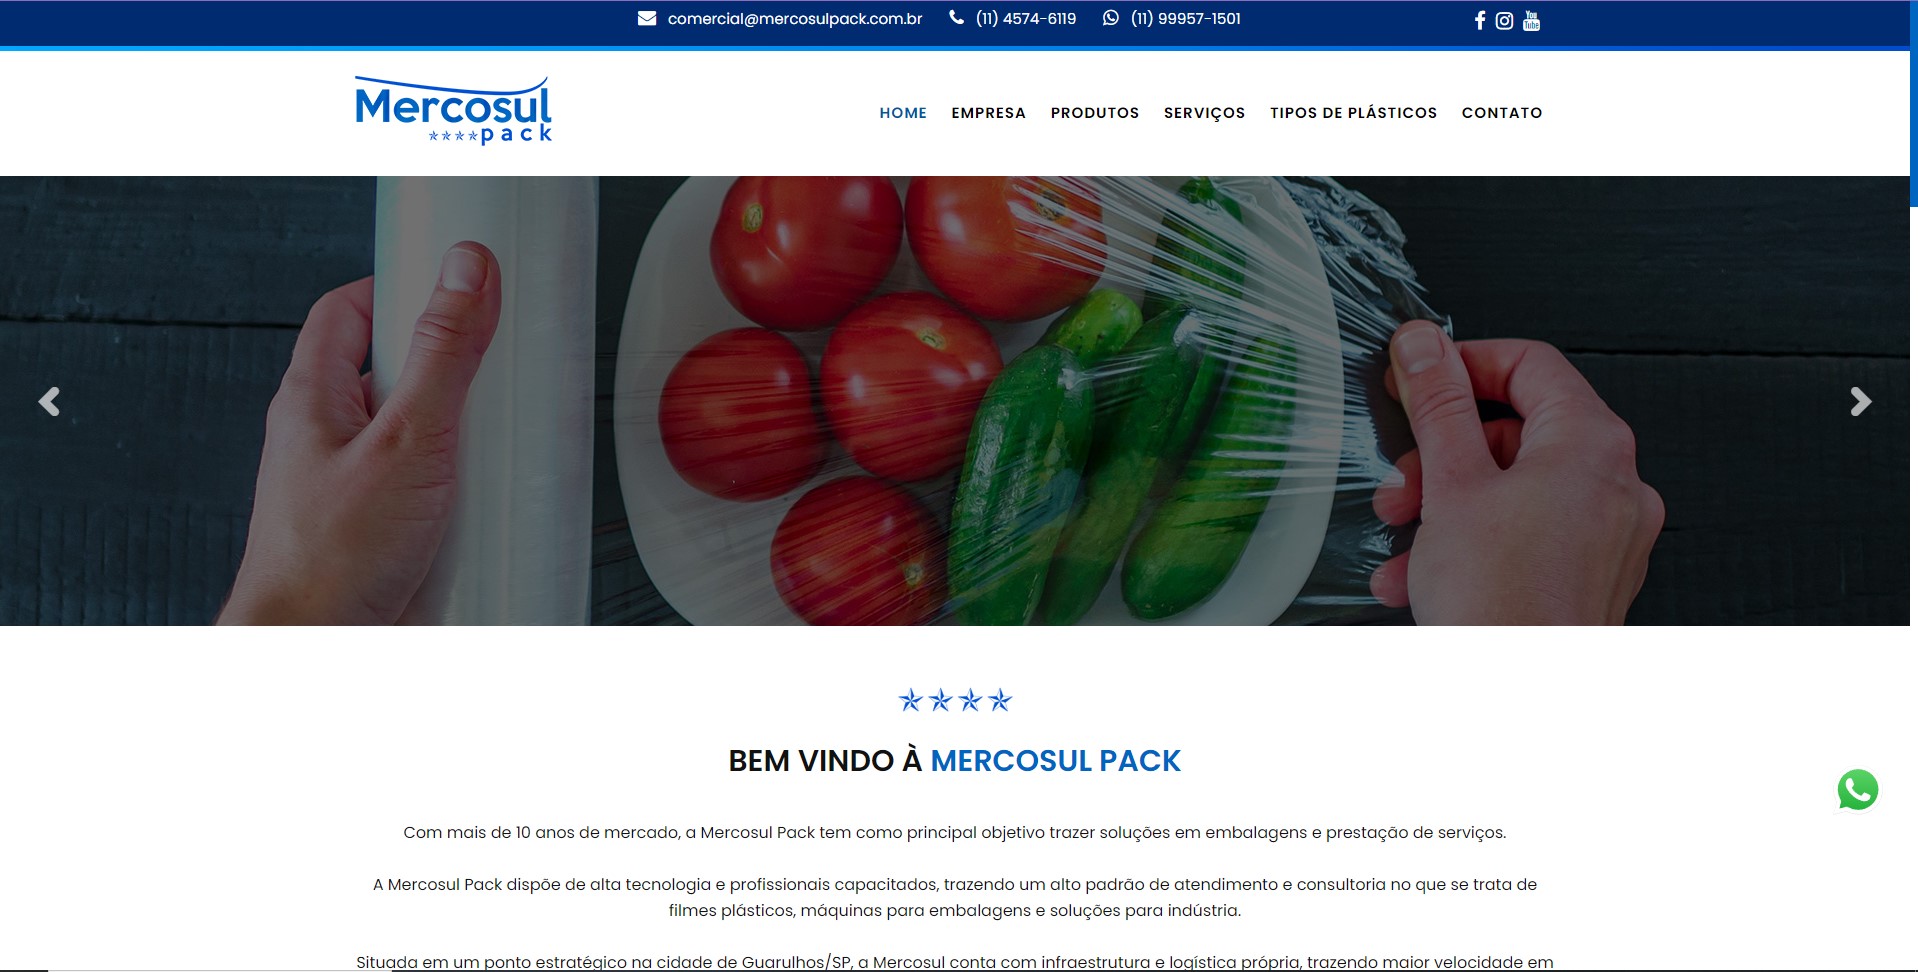 comercial@mercosulpack.com.br (11) 4574-6119 (11) 99957-1501
You Tube
Mercosul
pack
HOME EMPRESA PRODUTOS SERVIÇOS TIPOS DE PLÁSTICOS CONTATO
BEM VINDO À MERCOSUL PACK
Com mais de 10 anos de mercado, a Mercosul Pack tem como principal objetivo trazer soluções em embalagens e prestação de serviços.
A Mercosul Pack dispõe de alta tecnologia e profissionais capacitados, trazendo um alto padrão de atendimento e consultoria no que se trata de
filmes plásticos, máquinas para embalagens e soluções para indústria.
Situada em um ponto estratégico na cidade de Guarulhos/SP, a Mercosul conta com infraestrutura e logística própria, trazendo maior velocidade em